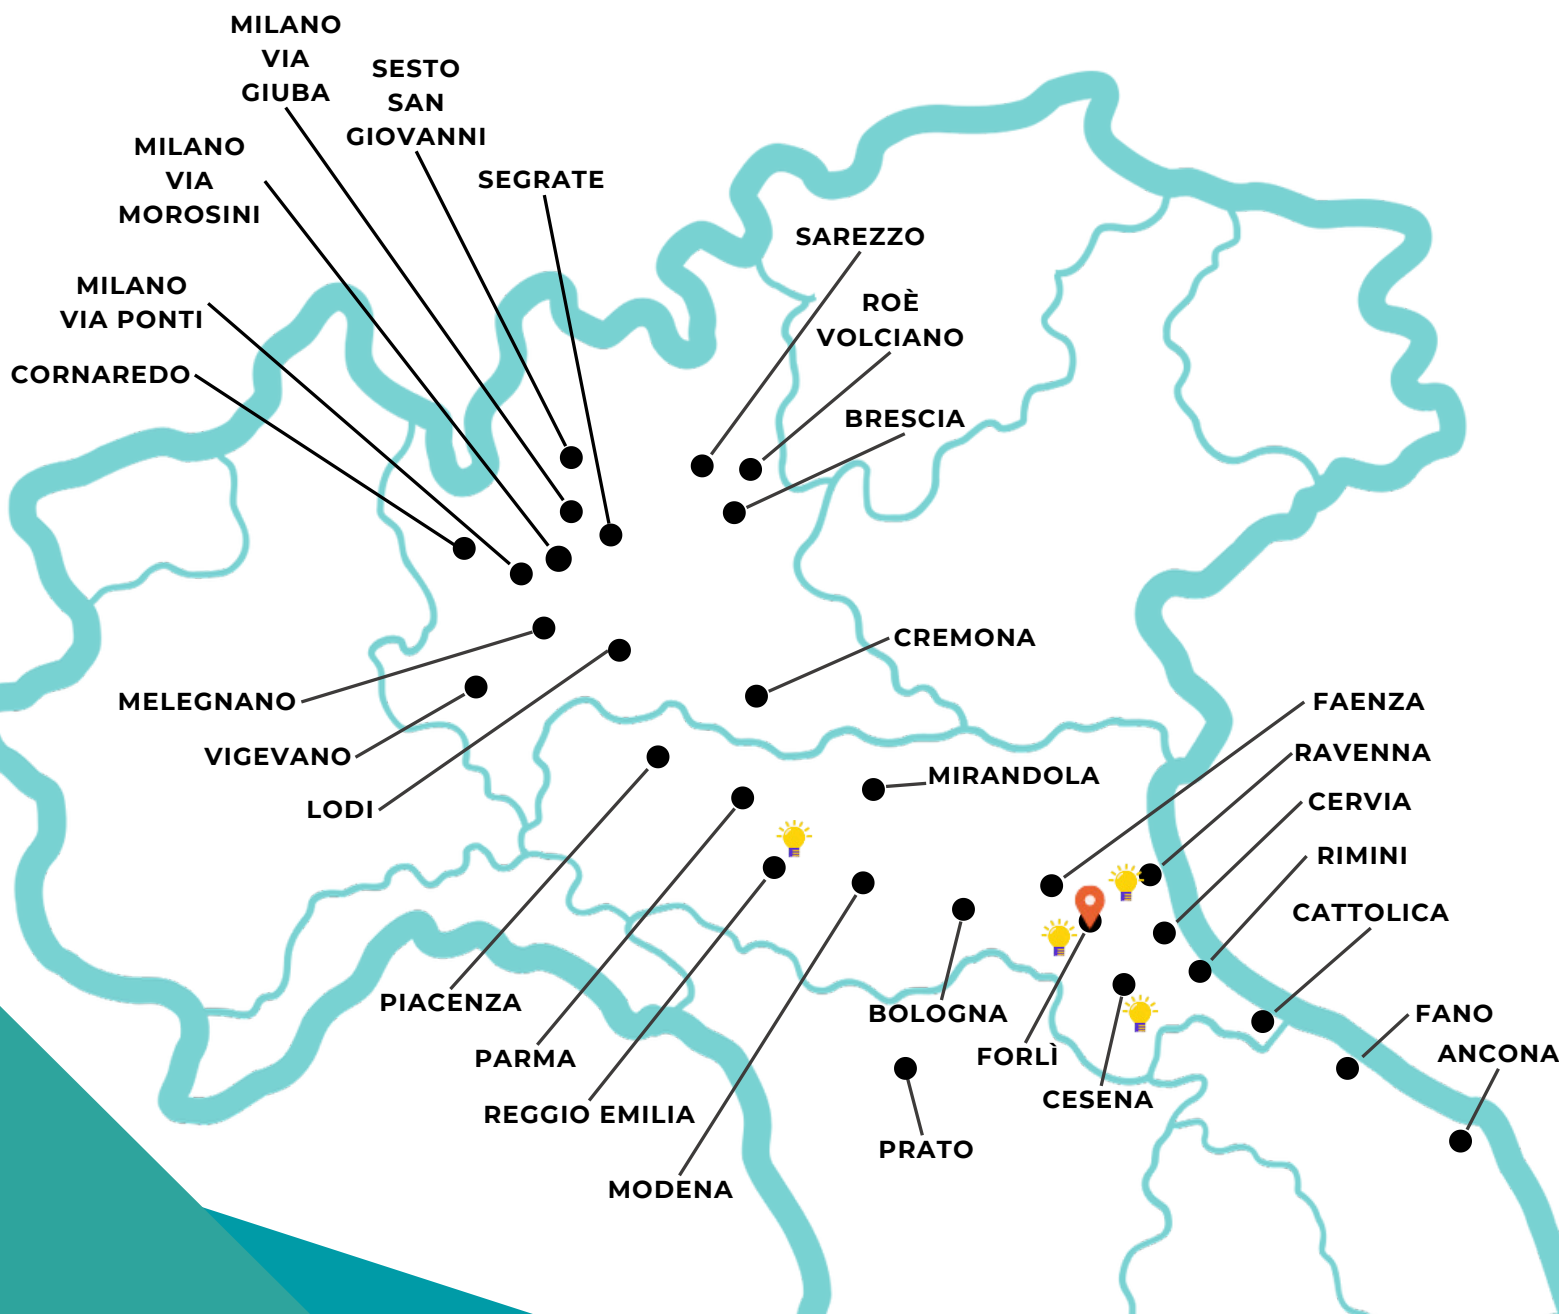 MILANO
VIA
GIUBA
SESTO
SAN
GIOVANNI
MILANO
VIA
MOROSINI
SEGRATE
SAREZZO
MILANO
VIA PONTI
ROÈ
VOLCIANO
CORNAREDO
BRESCIA
CREMONA
MELEGNANO
FAENZA
VIGEVANO
RAVENNA
MIRANDOLA
LODI
CERVIA
RIMINI
CATTOLICA
PIACENZA
BOLOGNA
FANO
PARMA
FORLÌ
ANCONA
REGGIO EMILIA
CESENA
PRATO
MODENA